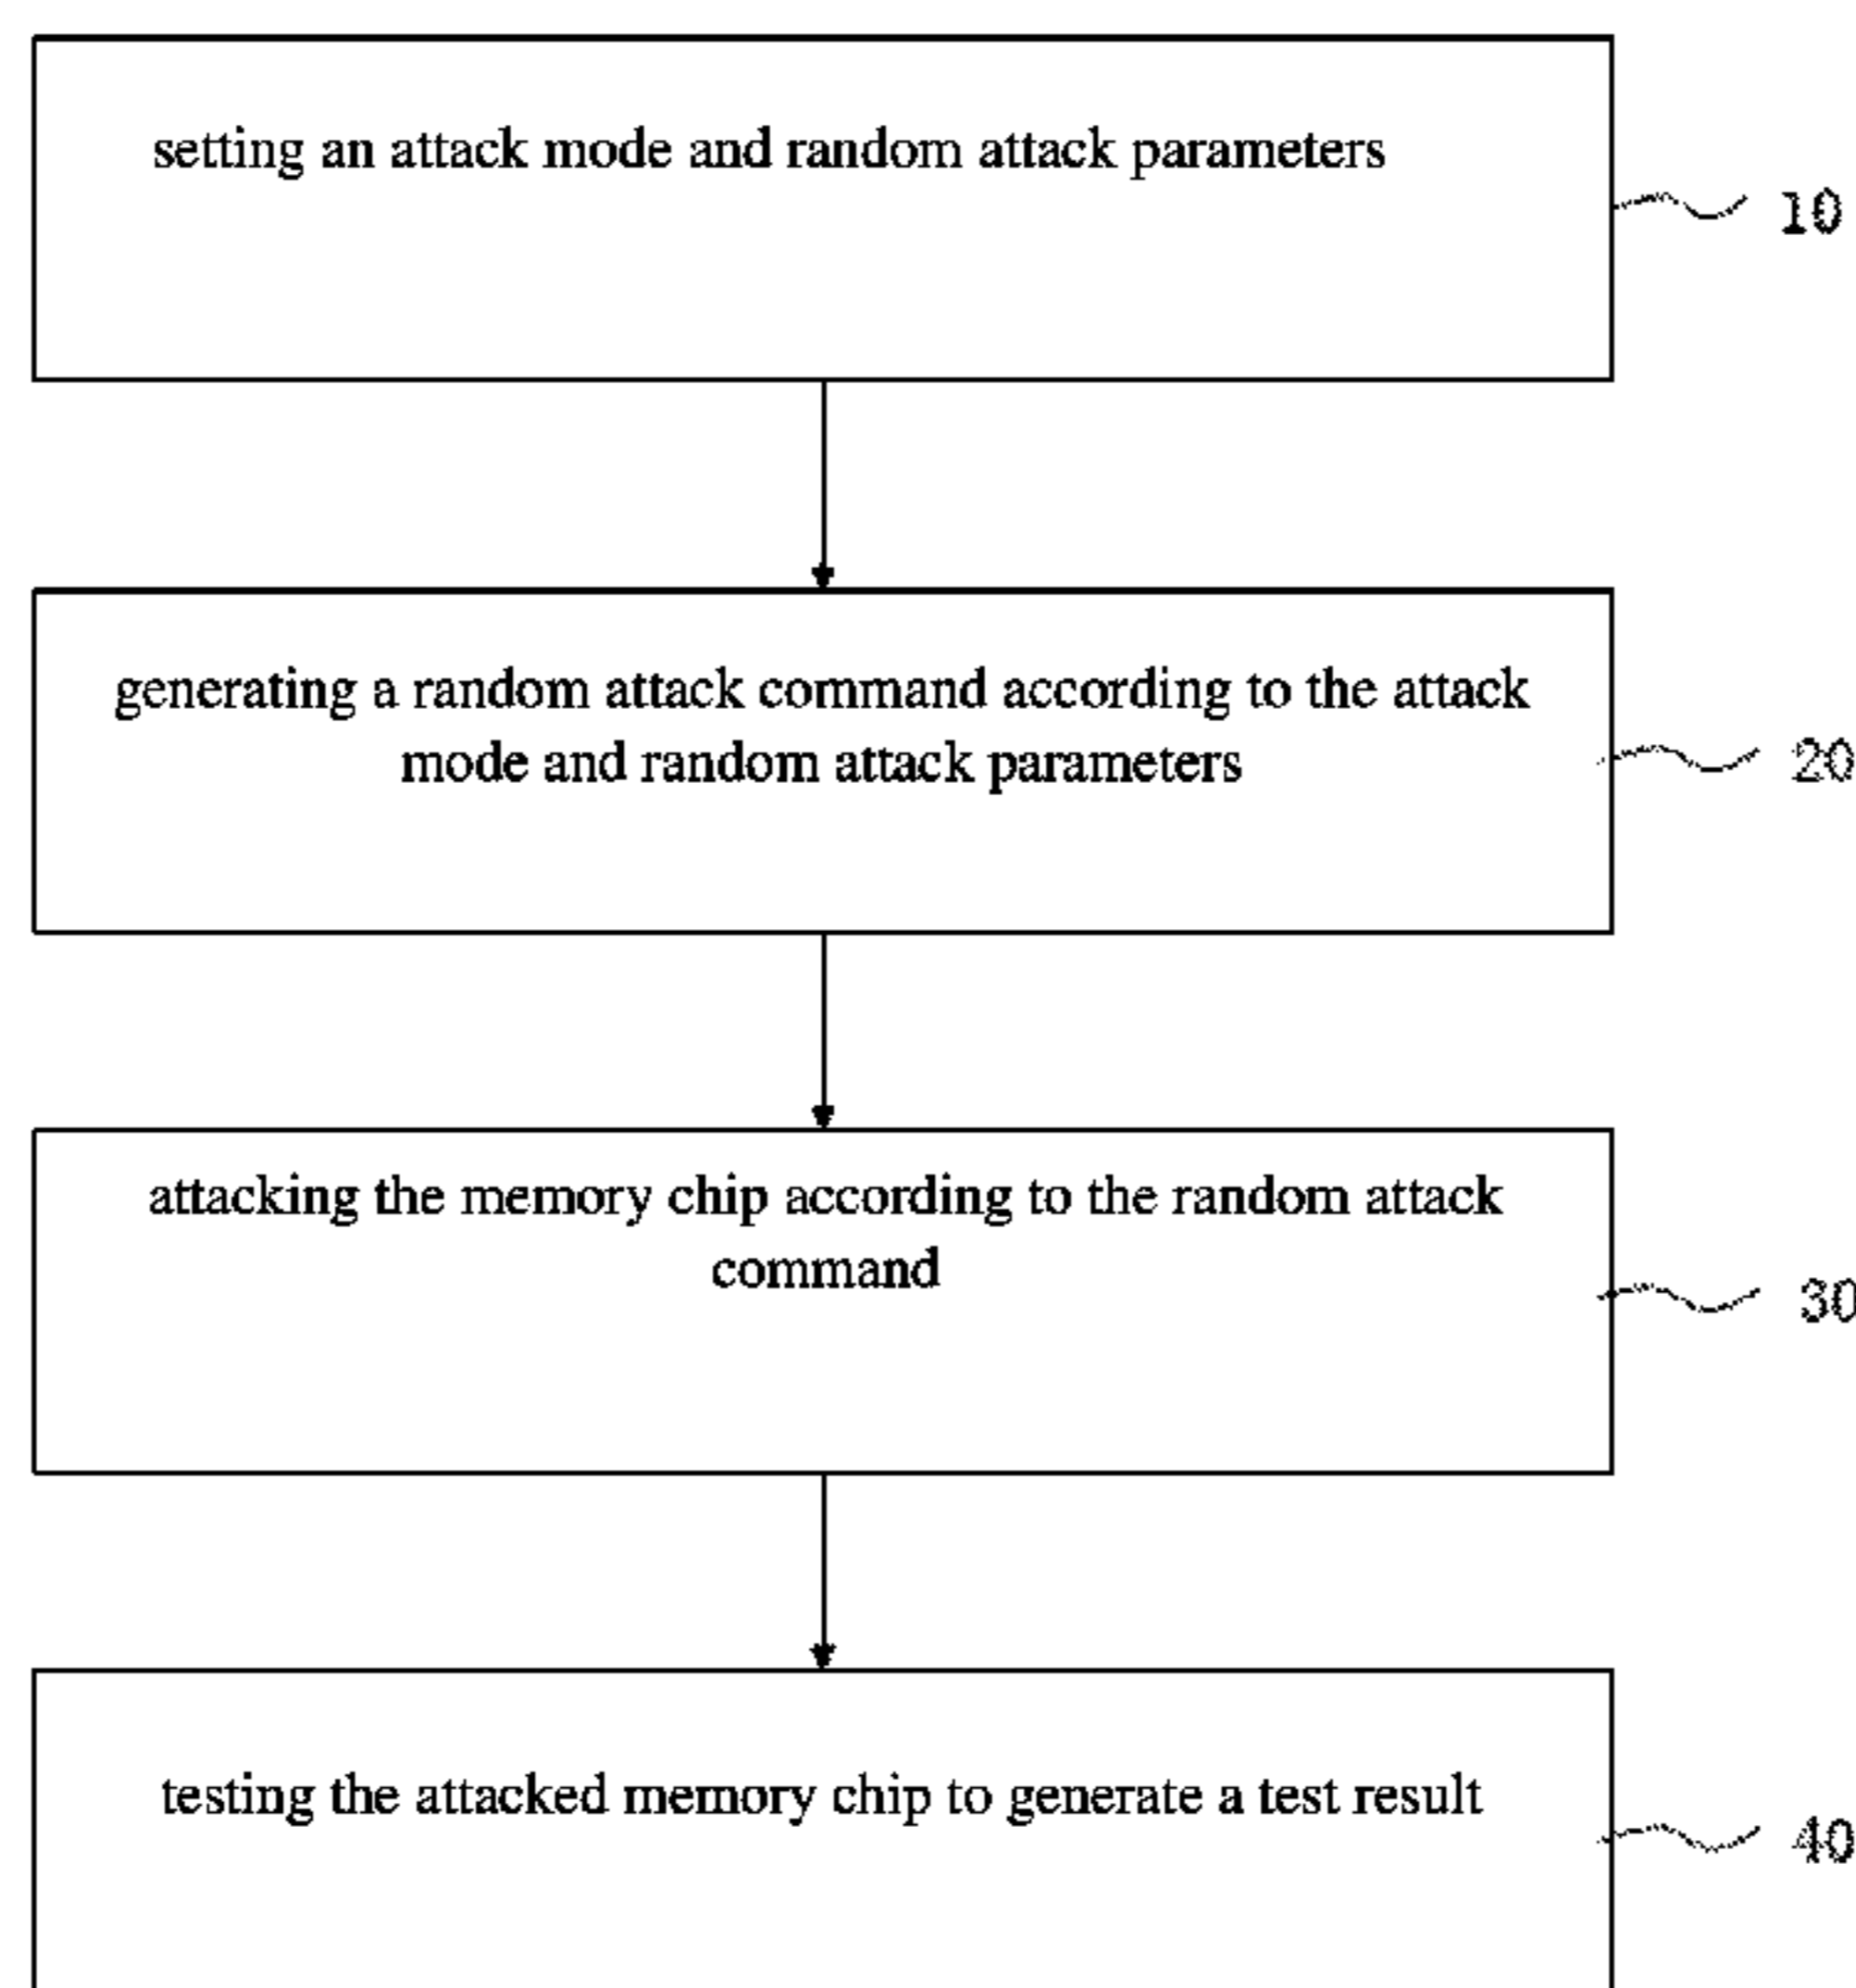 setting an attack mode and random attack parameters
10
generating a random attack command according to the attack
mode and random attack parameters
20
attacking the memory chip according to the random attack
command
30
testing the attacked memory chip to generate a test result
40